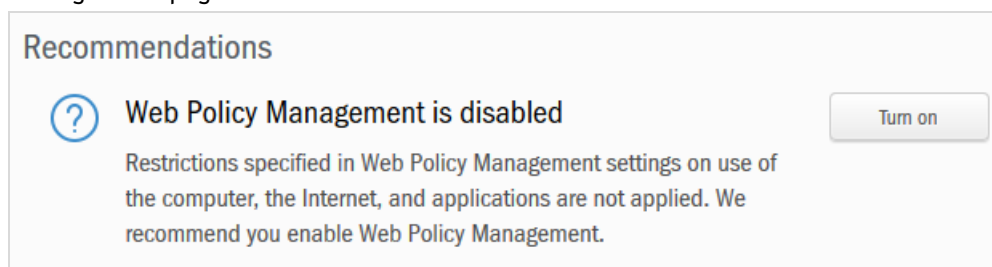 Recommendations
Web Policy Management is disabled
Turn on
Restrictions specified in Web Policy Management settings on use of
the computer, the Internet, and applications are not applied. We
recommend you enable Web Policy Management.